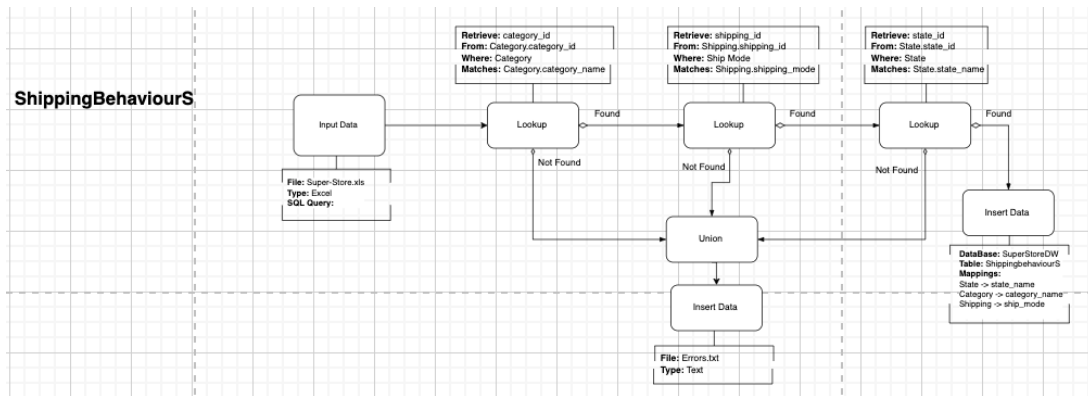 Retrieve: category_id
From: Category.category_id
Where: Category
Matches: Category.category_name
Retrieve: shipping_id
From: Shipping.shipping_id
Where: Ship Mode
Matches: Shipping.shipping_mode
Retrieve: state_id
From: State.state_id
Where: State
Matches: State.state_name
ShippingBehaviourS
Input Data
Lookup
Found
Lookup
Found
Lookup
Found
Not Found
Not Found
Not Found
File: Super-Store.xls
Type: Excel
SQL Query:
Union
Insert Data
DataBase: SuperStoreDW
Table: ShippingbehaviourS
Mappings:
State -> state_name
Category -> category_name
Shipping -> ship_mode
Insert Data
File: Errors.txt
Type: Text